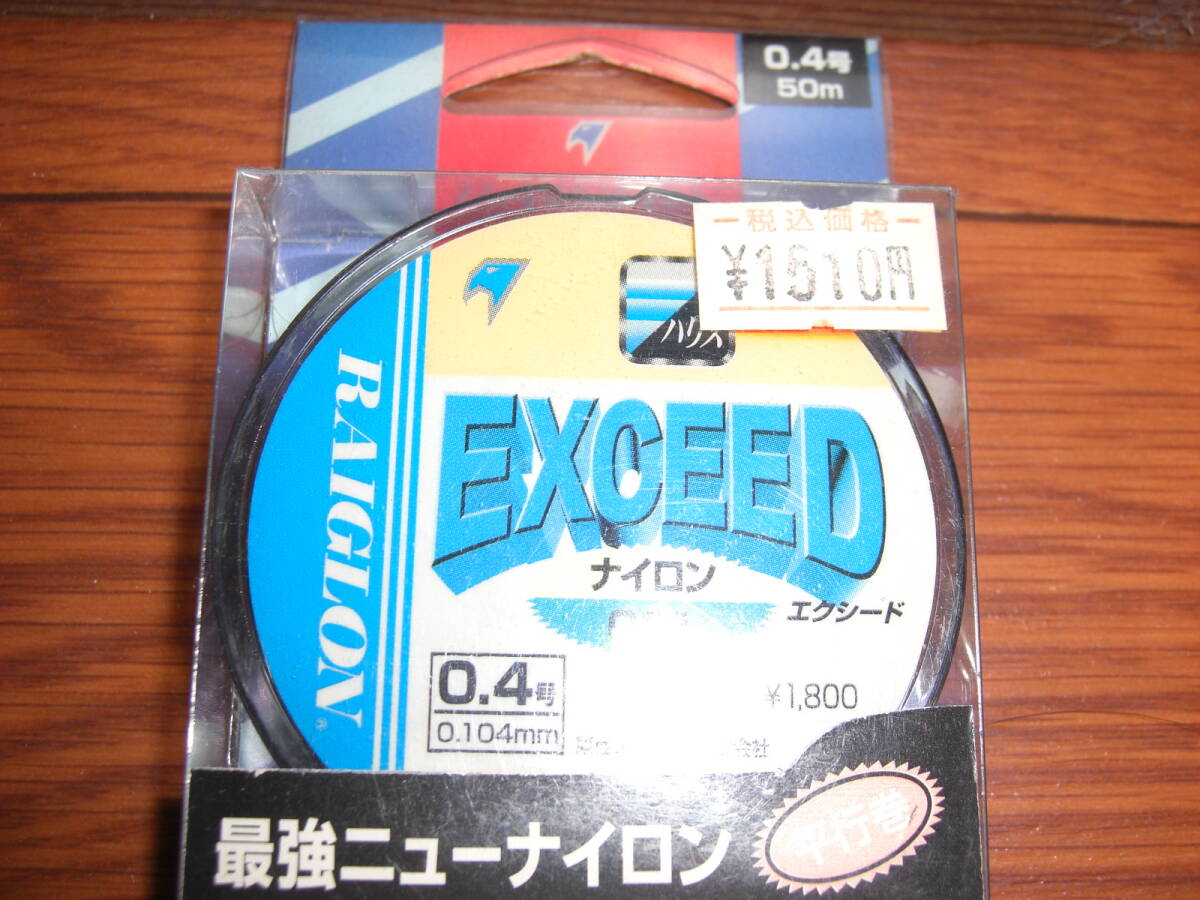 0.4号
50m
税込価格
¥1510円
ハリス
RAIGLON®
EXCEED
ナイロン
エクシード
0.4号
0.104mm
¥1,800
会社
最強ニューナイロン
平行巻